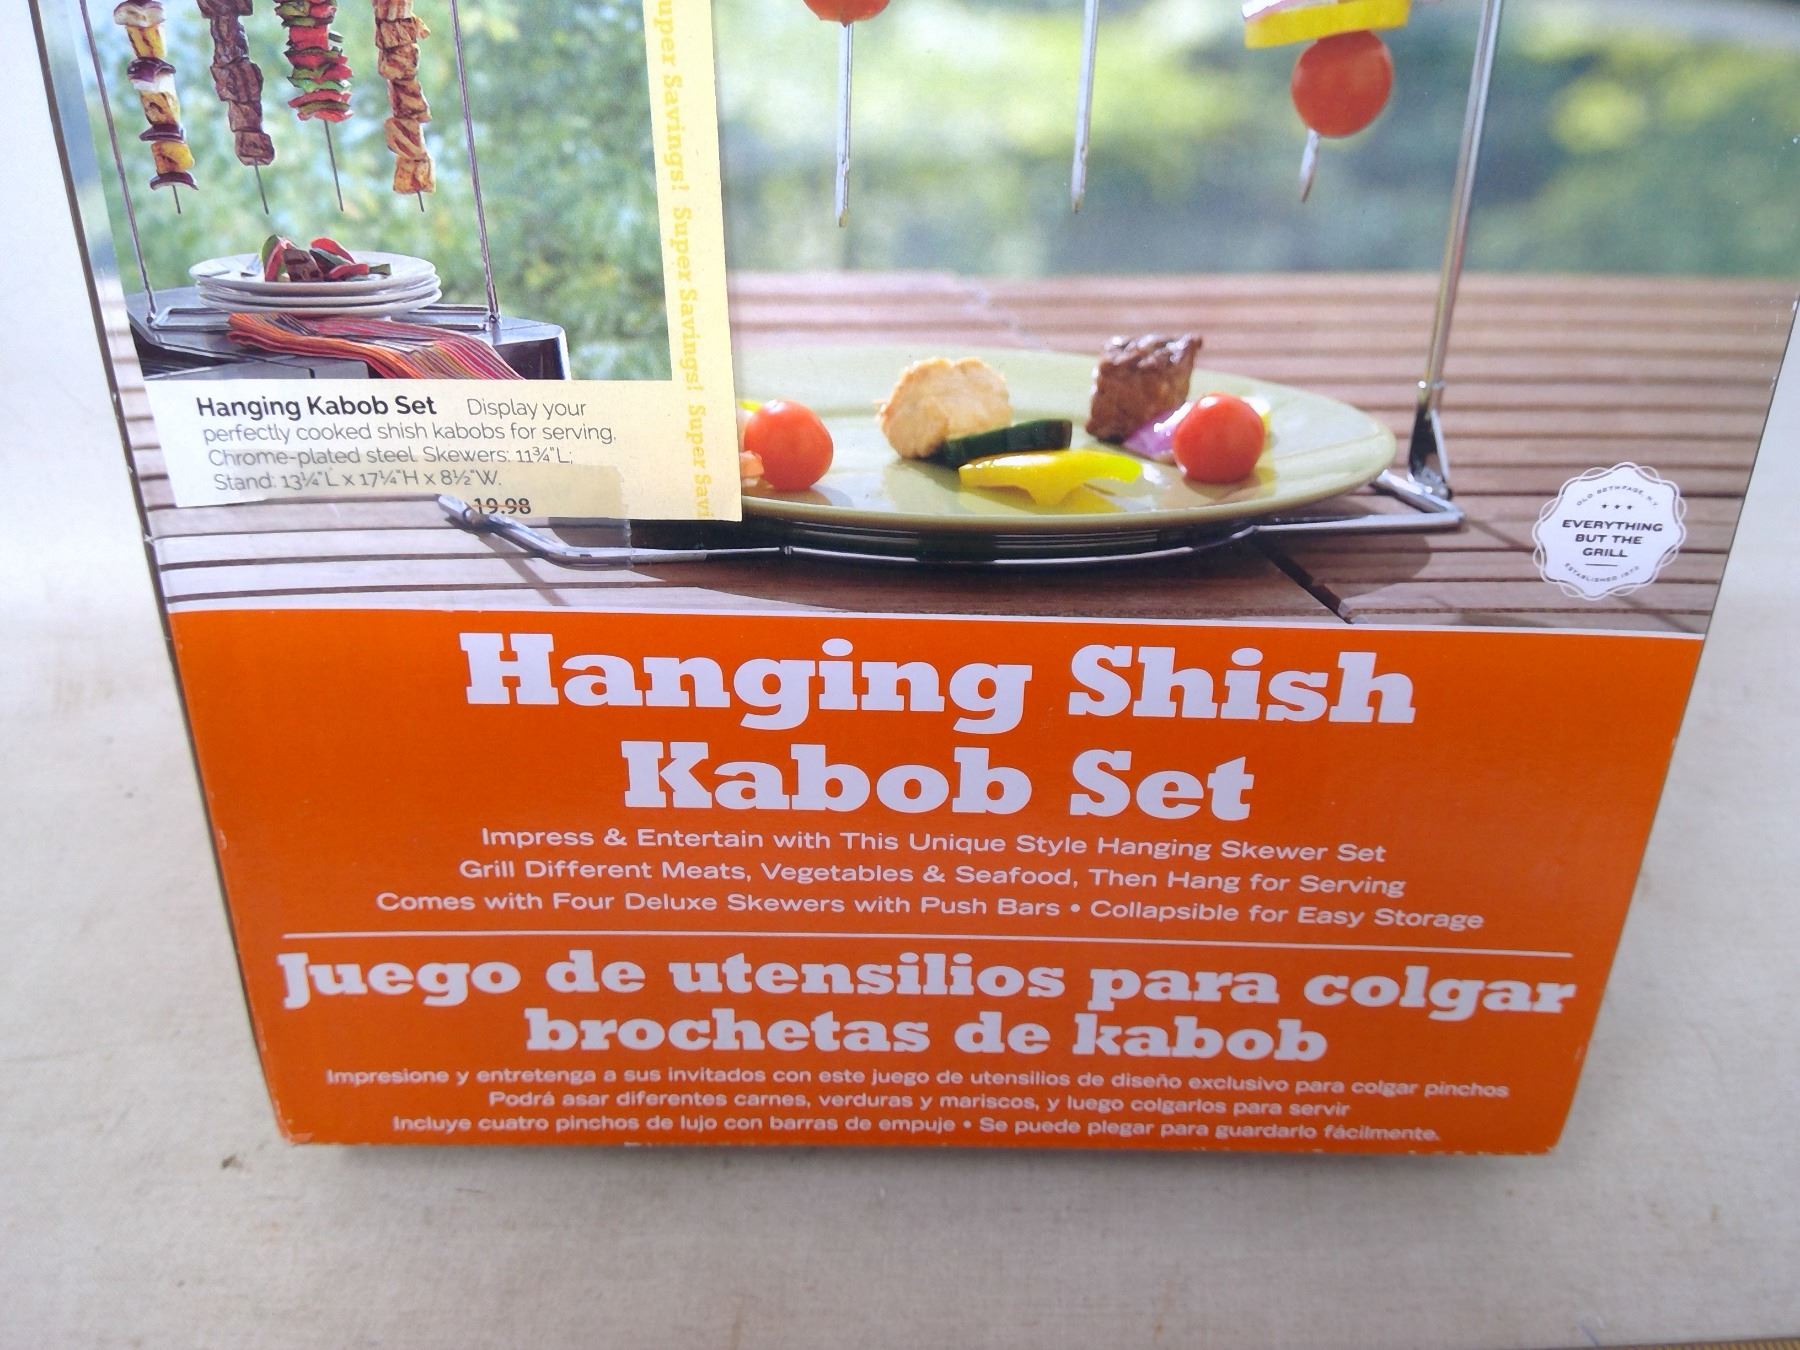 Super Savings! Super Savings! Super
Hanging Kabob Set Display your
perfectly cooked shish kabobs for serving.
Chrome-plated steel. Skewers: 11¾"L;
Stand: 13¼"L x 17¼"H x 8½"W.
19.98
OLD BETHPAGE, N.Y.
EVERYTHING
BUT THE
GRILL
ESTABLISHED
Hanging Shish
Kabob Set
Impress & Entertain with This Unique Style Hanging Skewer Set
Grill Different Meats, Vegetables & Seafood, Then Hang for Serving
Comes with Four Deluxe Skewers with Push Bars • Collapsible for Easy Storage
Juego de utensilios para colgar
brochetas de kabob
Impresione y entretenga a sus invitados con este juego de utensilios de diseño exclusivo para colgar pinchos
Podrá asar diferentes carnes, verduras y mariscos, y luego colgarlos para servir
Incluye cuatro pinchos de lujo con barras de empuje • Se puede plegar para guardarlo fácilmente.